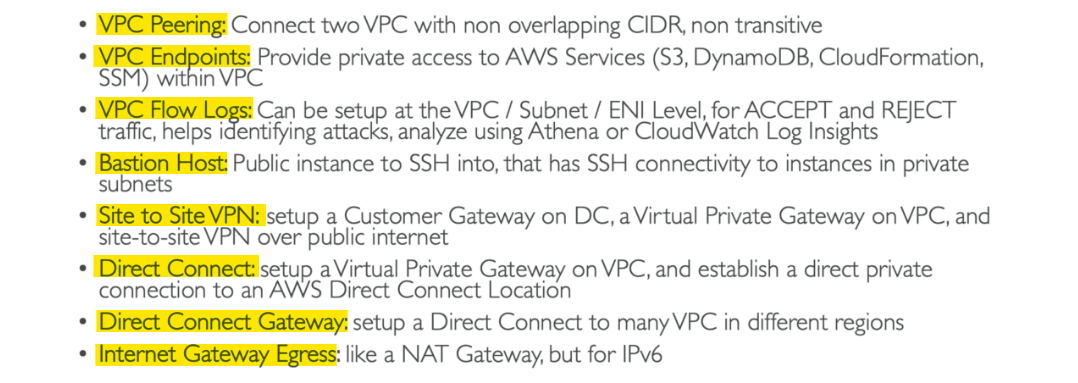 • VPC Peering: Connect two VPC with non overlapping CIDR, non transitive
• VPC Endpoints: Provide private access to AWS Services (S3, DynamoDB, CloudFormation,
SSM) within VPC
• VPC Flow Logs: Can be setup at the VPC / Subnet / ENI Level, for ACCEPT and REJECT
traffic, helps identifying attacks, analyze using Athena or CloudWatch Log Insights
• Bastion Host: Public instance to SSH into, that has SSH connectivity to instances in private
subnets
• Site to Site VPN: setup a Customer Gateway on DC, a Virtual Private Gateway on VPC, and
site-to-site VPN over public internet
• Direct Connect: setup a Virtual Private Gateway on VPC, and establish a direct private
connection to an AWS Direct Connect Location
• Direct Connect Gateway: setup a Direct Connect to many VPC in different regions
• Internet Gateway Egress: like a NAT Gateway, but for IPv6